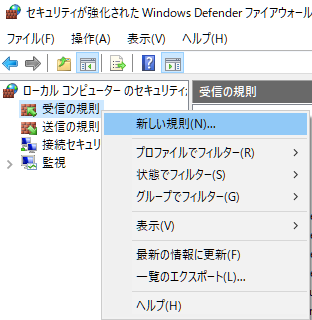 セキュリティが強化された Windows Defender ファイアウォール
ファイル(F) 操作(A) 表示(V) ヘルプ(H)
ローカル コンピューター のセキュリティ
受信の規則
受信の規則
送信の規則
接続セキュリ
監視
新しい規則(N)...
プロファイルでフィルター(R)
状態でフィルター(S)
グループでフィルター(G)
表示(V)
最新の情報に更新(F)
一覧のエクスポート(L)...
ヘルプ(H)